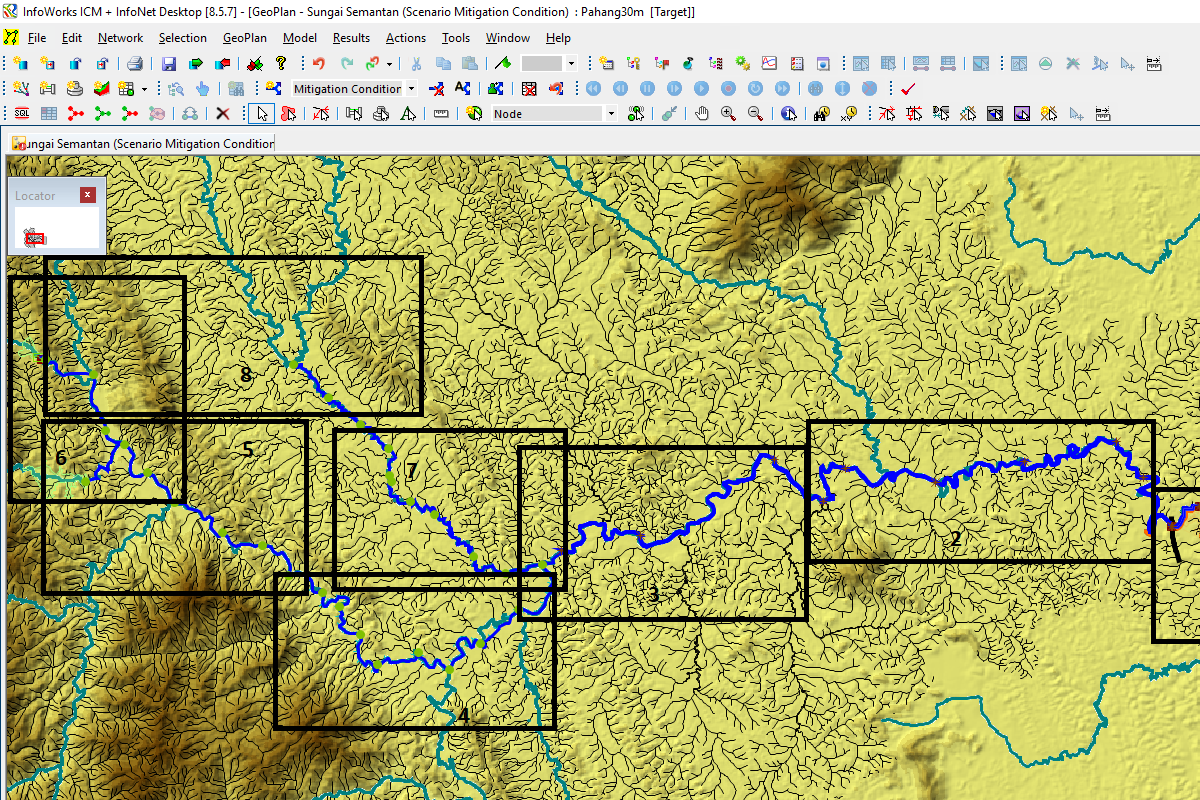 InfoWorks ICM + InfoNet Desktop [8.5.7] - [GeoPlan - Sungai Semantan (Scenario Mitigation Condition)  : Pahang30m  [Target]]
File Edit Network Selection GeoPlan Model Results Actions Tools Window Help
Mitigation Condition
SQL Node
ungai Semantan (Scenario Mitigation Condition
Locator
8
5
6
7
2
3
4